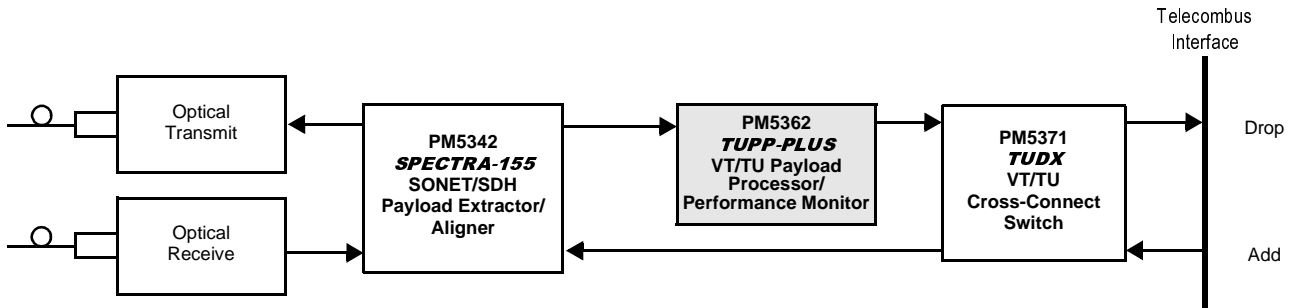 Telecombus
Interface
Optical
Transmit
PM5342
SPECTRA-155
SONET/SDH
Payload Extractor/
Aligner
PM5362
TUPP-PLUS
VT/TU Payload
Processor/
Performance Monitor
PM5371
TUDX
VT/TU
Cross-Connect
Switch
Drop
Optical
Receive
Add